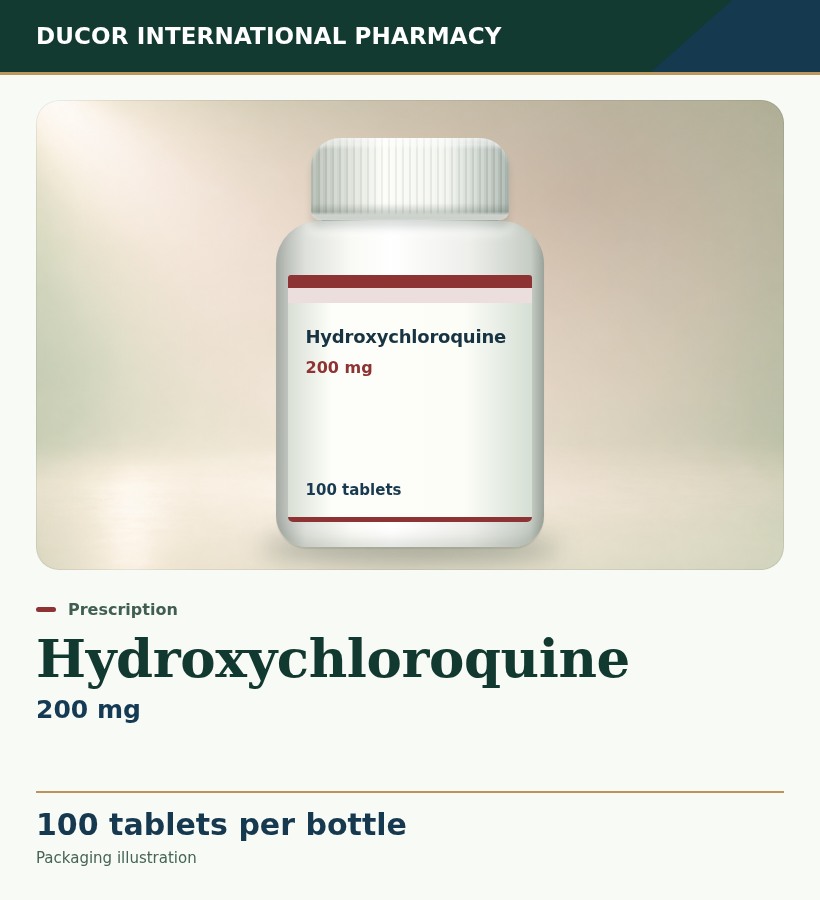 DUCOR INTERNATIONAL PHARMACY
Hydroxychloroquine
200 mg
100 tablets
Prescription
Hydroxychloroquine
200 mg
100 tablets per bottle
Packaging illustration